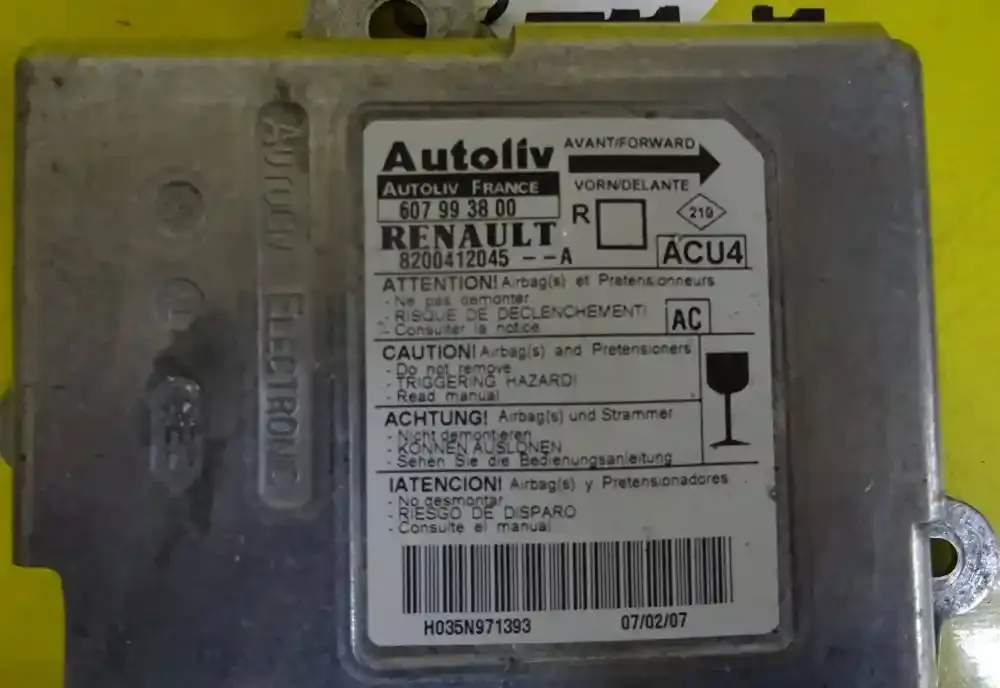 AUTOLIV ELECTRONIC
Autoliv
AVANT/FORWARD
AUTOLIV FRANCE
VORN/DELANTE
607 99 38 00
R
219
RENAULT
ACU4
8200412045 --A
ATTENTION! Airbag(s) et Pretensionneurs
- Ne pas demonter
- RISQUE DE DECLENCHEMENT!
- Consulter la notice
AC
CAUTION! Airbag(s) and Pretensioners
- Do not remove
- TRIGGERING HAZARD!
- Read manual
ACHTUNG! Airbag(s) und Strammer
- Nicht demontieren
- KONNEN AUSLONEN
- Sehen Sie die Bedienungsanleitung
IATENCION! Airbag(s) y Pretensionadores
- No desmontar
- RIESGO DE DISPARO
- Consulte el manual
H035N971393
07/02/07